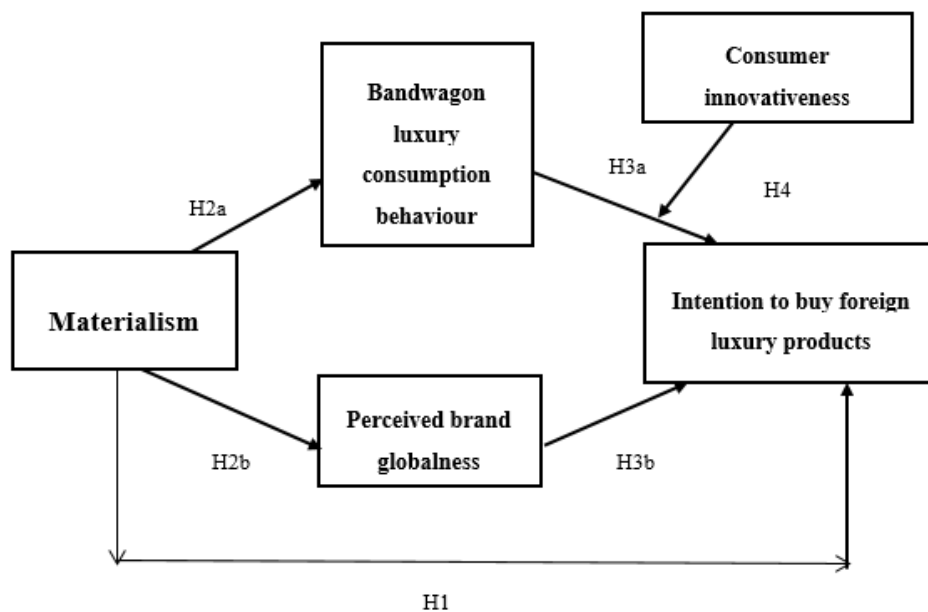 Consumer
innovativeness
Bandwagon
luxury
consumption
behaviour
H3a
H4
H2a
Materialism
Intention to buy foreign
luxury products
Perceived brand
globalness
H2b
H3b
H1